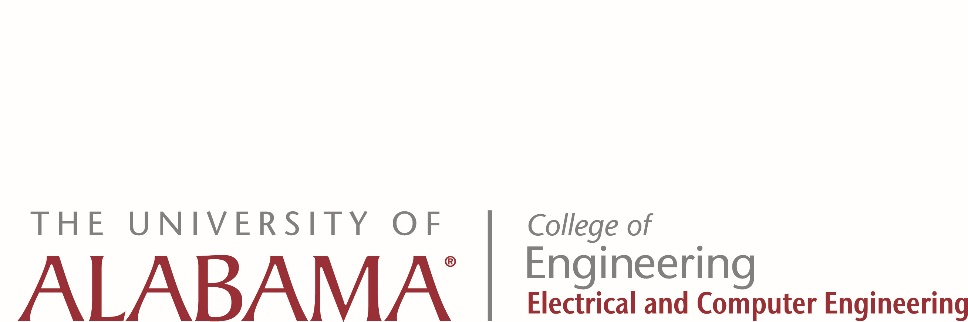 THE UNIVERSITY OF
ALABAMA®
College of
Engineering
Electrical and Computer Engineering